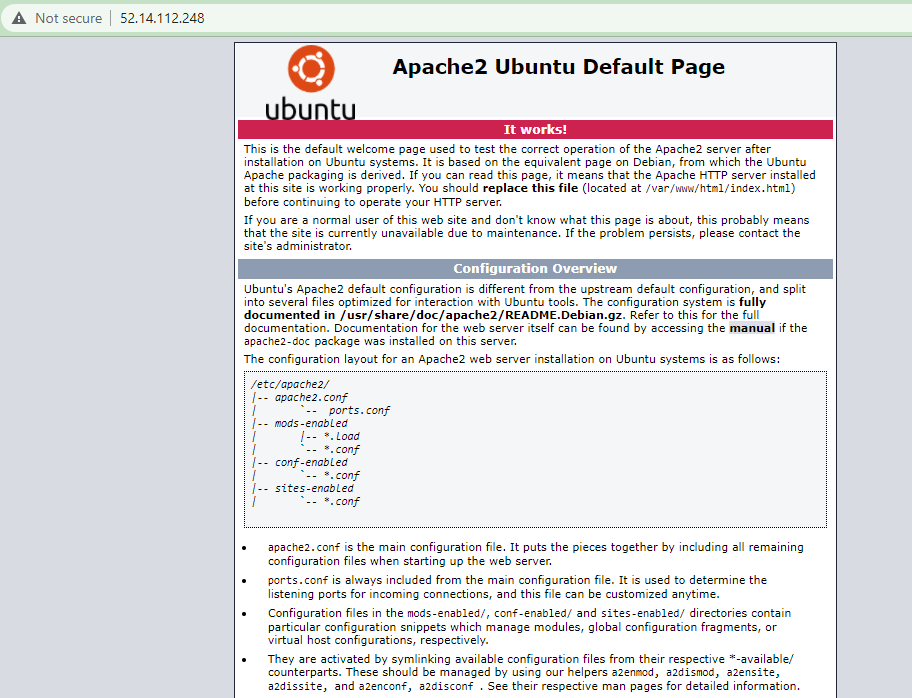 Not secure | 52.14.112.248
Apache2 Ubuntu Default Page
ubuntu
It works!
This is the default welcome page used to test the correct operation of the Apache2 server after
installation on Ubuntu systems. It is based on the equivalent page on Debian, from which the Ubuntu
Apache packaging is derived. If you can read this page, it means that the Apache HTTP server installed
at this site is working properly. You should replace this file (located at /var/www/html/index.html)
before continuing to operate your HTTP server.
If you are a normal user of this web site and don't know what this page is about, this probably means
that the site is currently unavailable due to maintenance. If the problem persists, please contact the
site's administrator.
Configuration Overview
Ubuntu's Apache2 default configuration is different from the upstream default configuration, and split
into several files optimized for interaction with Ubuntu tools. The configuration system is fully
documented in /usr/share/doc/apache2/README.Debian.gz. Refer to this for the full
documentation. Documentation for the web server itself can be found by accessing the manual if the
apache2-doc package was installed on this server.
The configuration layout for an Apache2 web server installation on Ubuntu systems is as follows:
/etc/apache2/
|-- apache2.conf
|       `--  ports.conf
|-- mods-enabled
|       |-- *.load
|       `-- *.conf
|-- conf-enabled
|       `-- *.conf
|-- sites-enabled
|       `-- *.conf
• apache2.conf is the main configuration file. It puts the pieces together by including all remaining
configuration files when starting up the web server.
• ports.conf is always included from the main configuration file. It is used to determine the
listening ports for incoming connections, and this file can be customized anytime.
• Configuration files in the mods-enabled/, conf-enabled/ and sites-enabled/ directories contain
particular configuration snippets which manage modules, global configuration fragments, or
virtual host configurations, respectively.
• They are activated by symlinking available configuration files from their respective *-available/
counterparts. These should be managed by using our helpers a2enmod, a2dismod, a2ensite,
a2dissite, and a2enconf, a2disconf . See their respective man pages for detailed information.